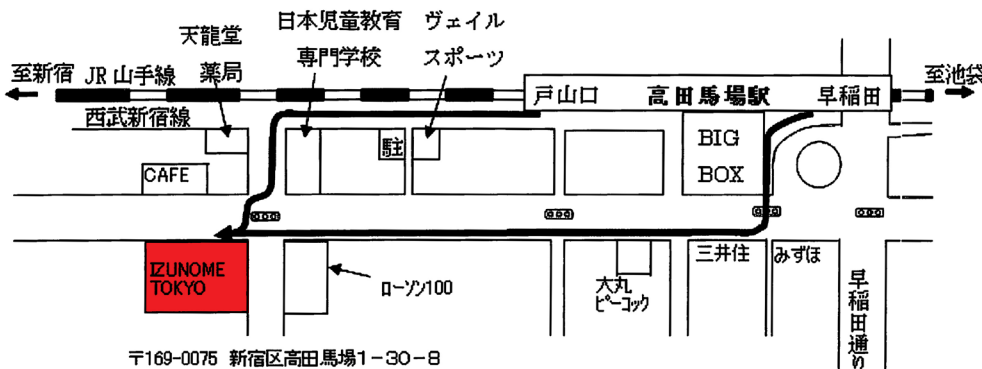 天龍堂
薬局
日本児童教育
専門学校
ヴェイル
スポーツ
至新宿
JR 山手線
西武新宿線
戸山口
高田馬場駅
早稲田
至池袋
駐
CAFE
BIG
BOX
IZUNOME
TOKYO
ローソン100
大丸
ピーコック
三井住
みずほ
早稲田通り
〒169-0075 新宿区高田馬場1-30-8